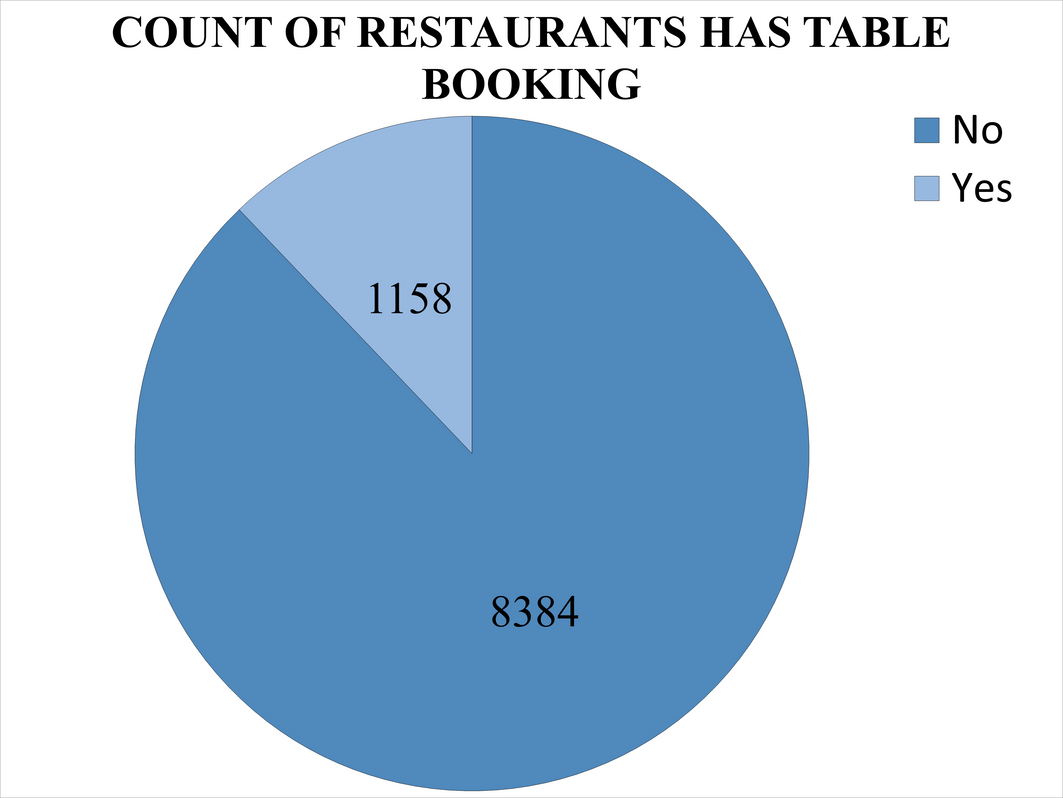 COUNT OF RESTAURANTS HAS TABLE
BOOKING
No
Yes
1158
8384